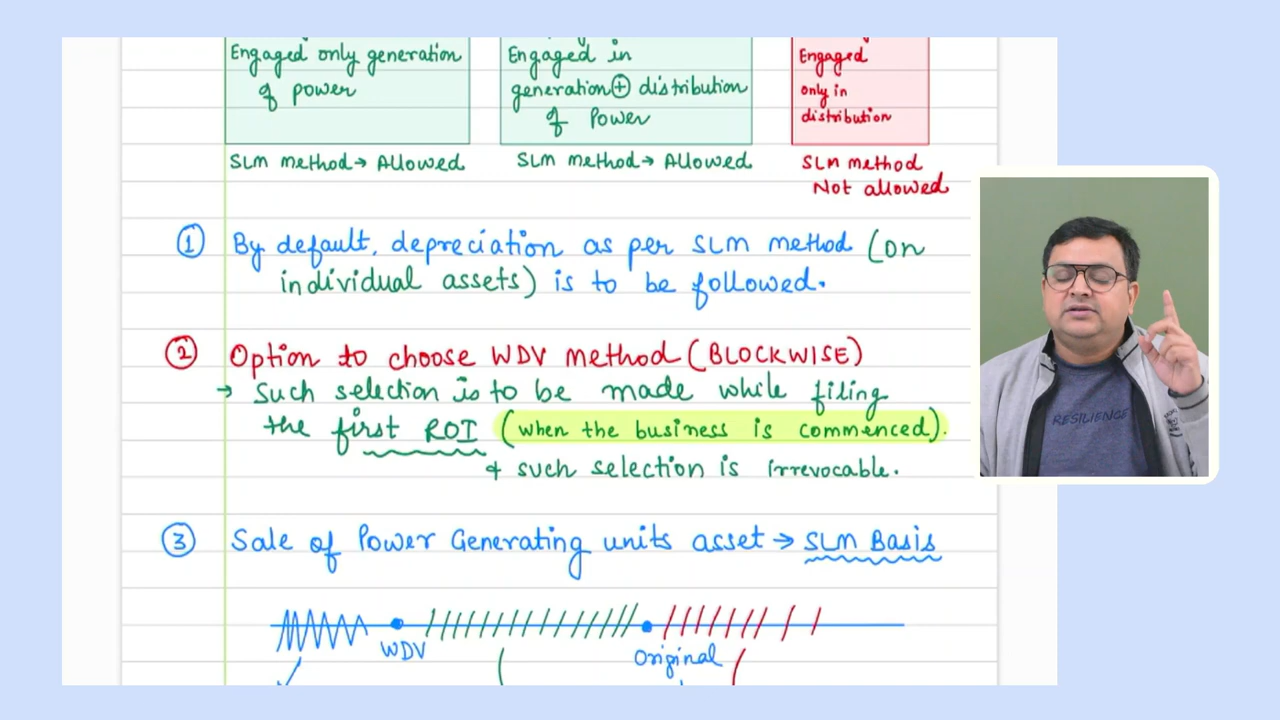 Engaged only generation
of power
SLM method → Allowed
Engaged in
generation ⊕ distribution
of Power
SLM method → Allowed
Engaged
only in
distribution
SLM method
Not allowed
① By default, depreciation as per SLM method (on
individual assets) is to be followed.
② Option to choose WDV method (BLOCKWISE)
→ Such selection is to be made while filing
the first ROI (when the business is commenced).
& such selection is irrevocable.
③ Sale of Power Generating units asset → SLM Basis
WDV
Original
RESILIENCE